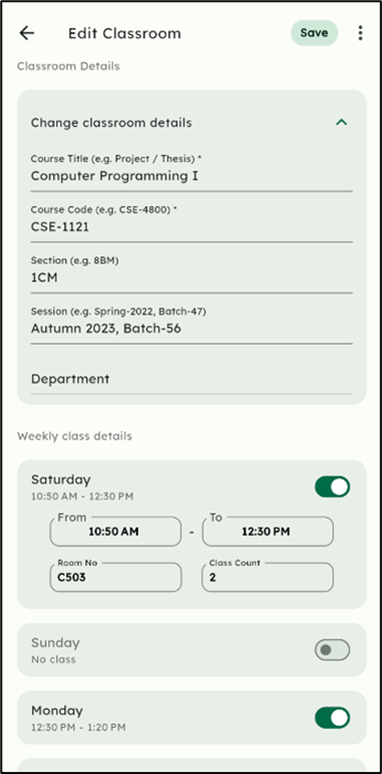 Edit Classroom Save
Classroom Details
Change classroom details
Course Title (e.g. Project / Thesis) *
Computer Programming I
Course Code (e.g. CSE-4800) *
CSE-1121
Section (e.g. 8BM)
1CM
Session (e.g. Spring-2022, Batch-47)
Autumn 2023, Batch-56
Department
Weekly class details
Saturday
10:50 AM - 12:30 PM
From To
10:50 AM - 12:30 PM
Room No Class Count
C503 2
Sunday
No class
Monday
12:30 PM - 1:20 PM